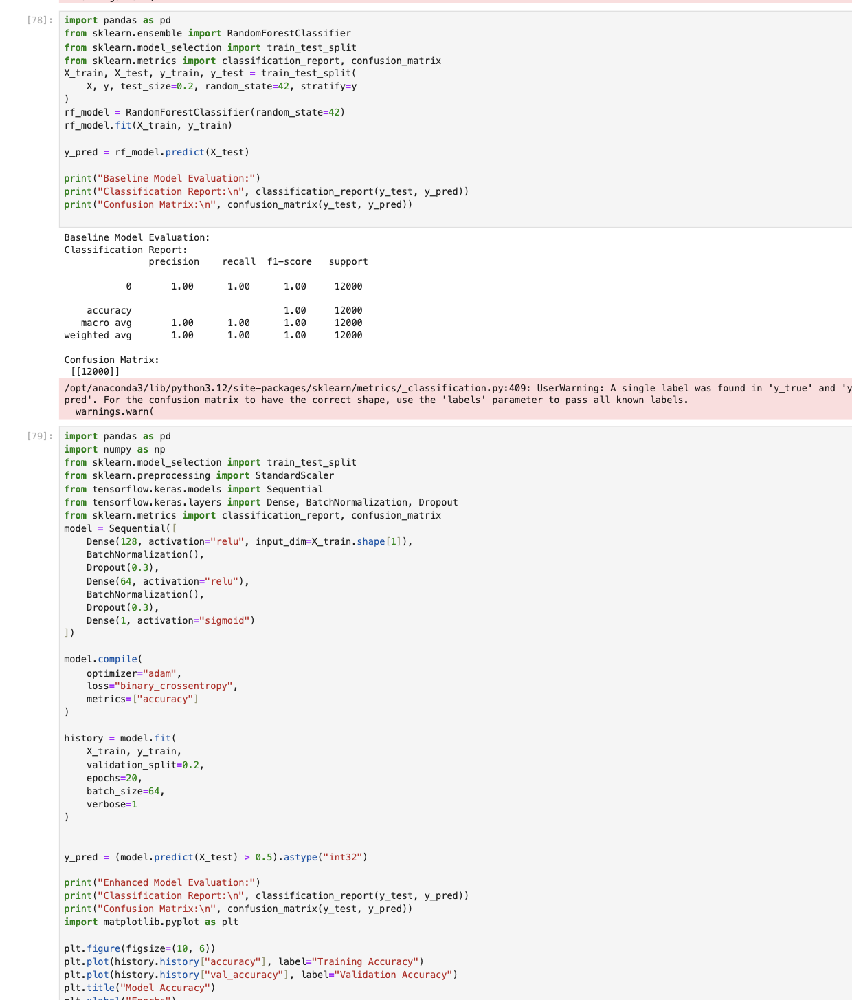 warnings.warn(
[78]:
import pandas as pd
from sklearn.ensemble import RandomForestClassifier
from sklearn.model_selection import train_test_split
from sklearn.metrics import classification_report, confusion_matrix
X_train, X_test, y_train, y_test = train_test_split(
    X, y, test_size=0.2, random_state=42, stratify=y
)
rf_model = RandomForestClassifier(random_state=42)
rf_model.fit(X_train, y_train)

y_pred = rf_model.predict(X_test)

print("Baseline Model Evaluation:")
print("Classification Report:\n", classification_report(y_test, y_pred))
print("Confusion Matrix:\n", confusion_matrix(y_test, y_pred))

Baseline Model Evaluation:
Classification Report:
               precision    recall  f1-score   support

           0       1.00      1.00      1.00     12000

    accuracy                           1.00     12000
   macro avg       1.00      1.00      1.00     12000
weighted avg       1.00      1.00      1.00     12000

Confusion Matrix:
 [[12000]]
/opt/anaconda3/lib/python3.12/site-packages/sklearn/metrics/_classification.py:409: UserWarning: A single label was found in 'y_true' and 'y
pred'. For the confusion matrix to have the correct shape, use the 'labels' parameter to pass all known labels.
  warnings.warn(
[79]:
import pandas as pd
import numpy as np
from sklearn.model_selection import train_test_split
from sklearn.preprocessing import StandardScaler
from tensorflow.keras.models import Sequential
from tensorflow.keras.layers import Dense, BatchNormalization, Dropout
from sklearn.metrics import classification_report, confusion_matrix
model = Sequential([
    Dense(128, activation="relu", input_dim=X_train.shape[1]),
    BatchNormalization(),
    Dropout(0.3),
    Dense(64, activation="relu"),
    BatchNormalization(),
    Dropout(0.3),
    Dense(1, activation="sigmoid")
])

model.compile(
    optimizer="adam",
    loss="binary_crossentropy",
    metrics=["accuracy"]
)

history = model.fit(
    X_train, y_train,
    validation_split=0.2,
    epochs=20,
    batch_size=64,
    verbose=1
)

y_pred = (model.predict(X_test) > 0.5).astype("int32")

print("Enhanced Model Evaluation:")
print("Classification Report:\n", classification_report(y_test, y_pred))
print("Confusion Matrix:\n", confusion_matrix(y_test, y_pred))
import matplotlib.pyplot as plt

plt.figure(figsize=(10, 6))
plt.plot(history.history["accuracy"], label="Training Accuracy")
plt.plot(history.history["val_accuracy"], label="Validation Accuracy")
plt.title("Model Accuracy")
plt.xlabel("Epochs")